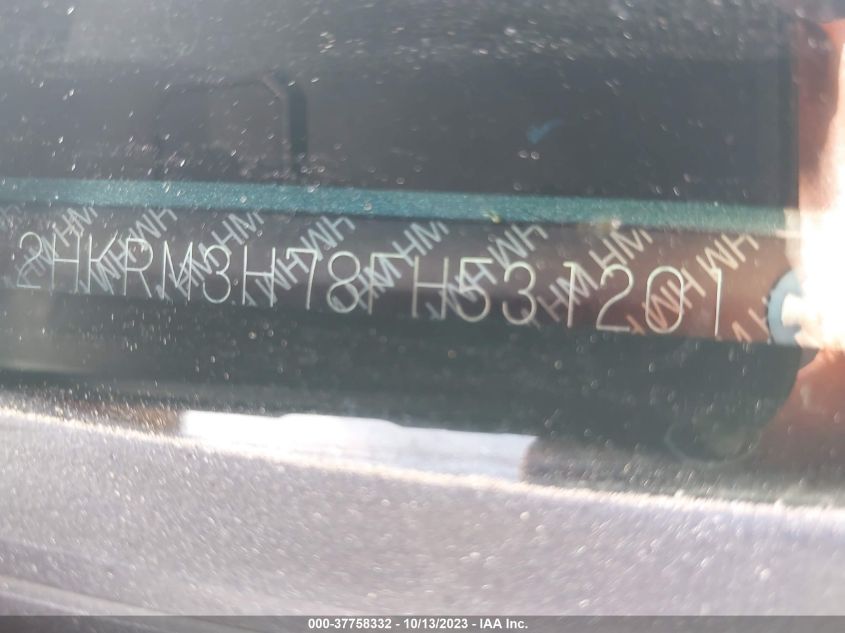 2HKRM3H78FH531201
000-37758332 - 10/13/2023 - IAA Inc.